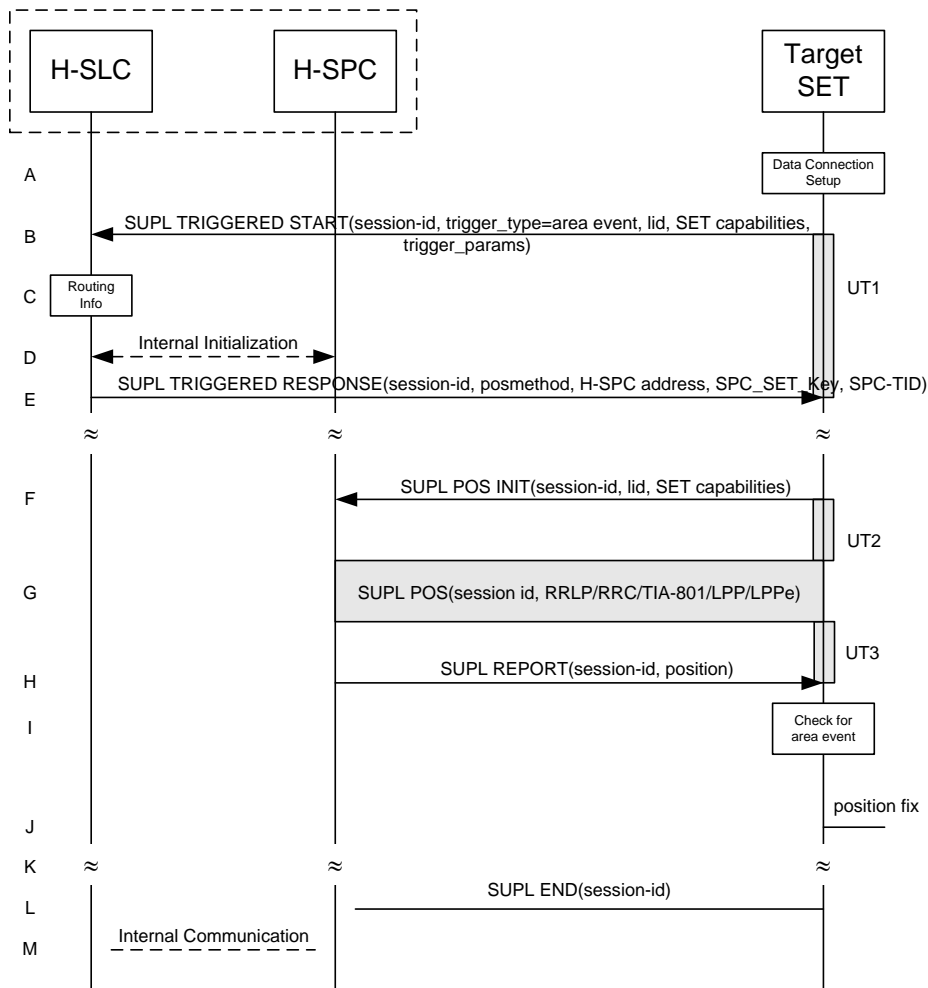 H-SLC
H-SPC
Target
SET
A
Data Connection
Setup
B
SUPL TRIGGERED START(session-id, trigger_type=area event, lid, SET capabilities,
trigger_params)
C
Routing
Info
UT1
D
Internal Initialization
E
SUPL TRIGGERED RESPONSE(session-id, posmethod, H-SPC address, SPC_SET_Key, SPC-TID)
≈ ≈ ≈
F
SUPL POS INIT(session-id, lid, SET capabilities)
UT2
G
SUPL POS(session id, RRLP/RRC/TIA-801/LPP/LPPe)
UT3
H
SUPL REPORT(session-id, position)
I
Check for
area event
J
position fix
K
≈ ≈ ≈
L
SUPL END(session-id)
M
Internal Communication